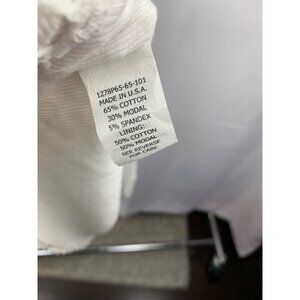 1278P65-65-101
MADE IN U.S.A.
65% COTTON
30% MODAL
5% SPANDEX
LINING:
50% COTTON
50% MODAL
SEE REVERSE
FOR CARE